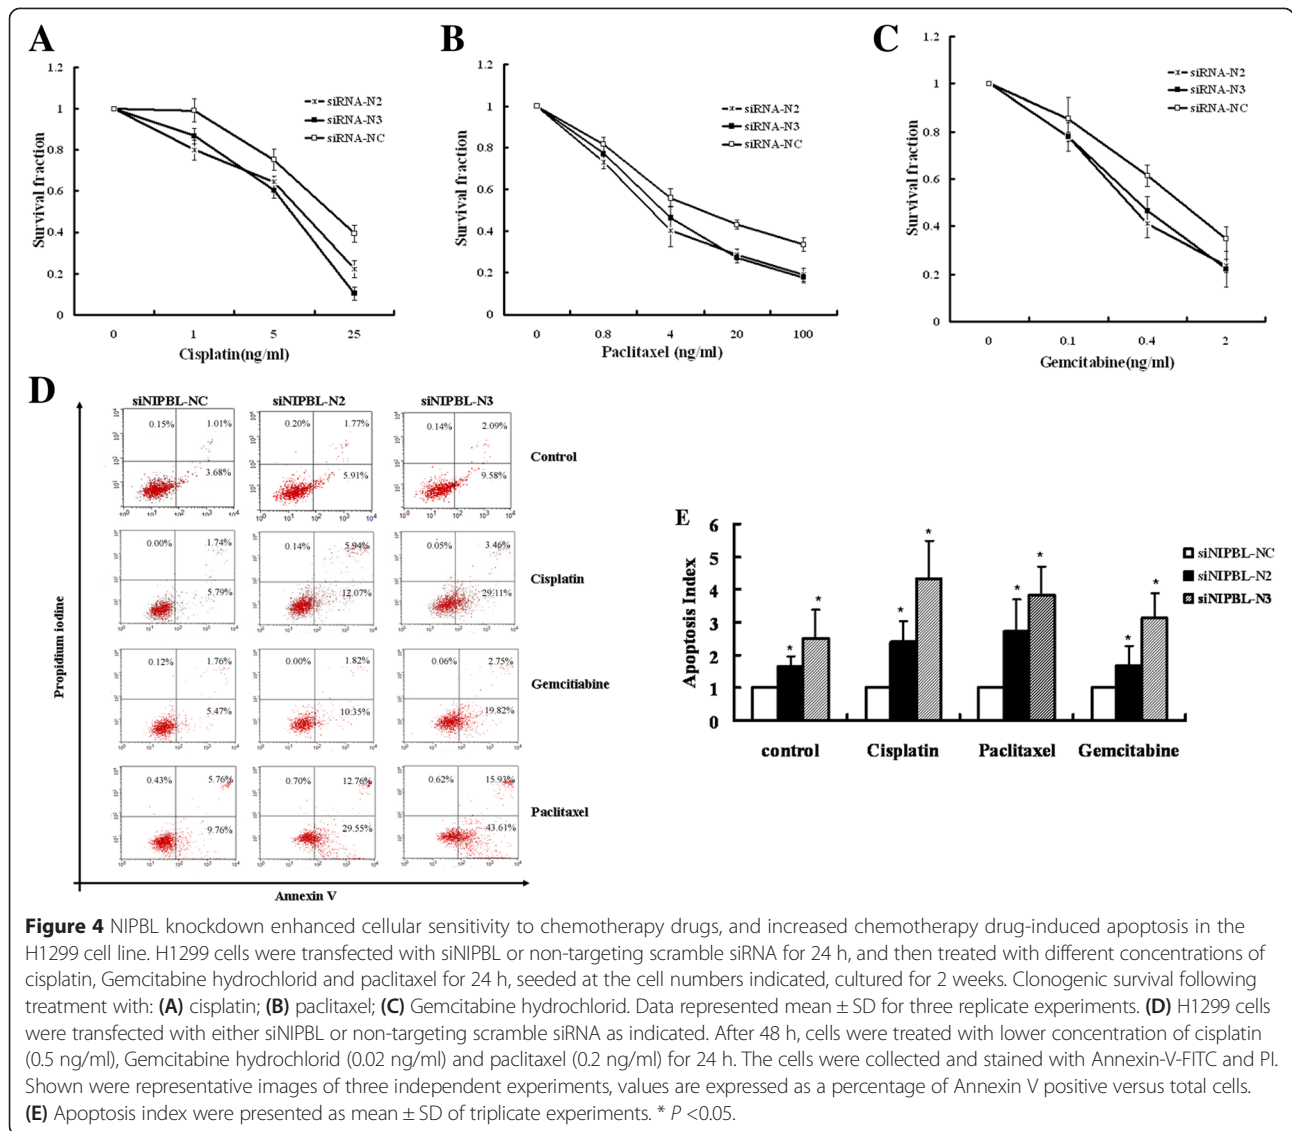 A
1.2
1
0.8
0.6
0.4
0.2
0
Survival fraction
0 1 5 25
Cisplatin(ng/ml)
siRNA-N2
siRNA-N3
siRNA-NC
B
1.2
1
0.8
0.6
0.4
0.2
0
Survival fraction
0 0.8 4 20 100
Paclitaxel (ng/ml)
siRNA-N2
siRNA-N3
siRNA-NC
C
1.2
1
0.8
0.6
0.4
0.2
0
Survival fraction
0 0.1 0.4 2
Gemcitabine(ng/ml)
siRNA-N2
siRNA-N3
siRNA-NC
D
siNIPBL-NC siNIPBL-N2 siNIPBL-N3
0.15% 1.01% 0.20% 1.77% 0.14% 2.09%
Control
3.68% 5.91% 9.58%
0.00% 1.74% 0.14% 5.94% 0.05% 3.46%
Cisplatin
5.79% 12.07% 29.11%
0.12% 1.76% 0.00% 1.82% 0.06% 2.75%
Gemcitiabine
5.47% 10.35% 19.82%
0.43% 5.76% 0.70% 12.76% 0.62% 15.93%
Paclitaxel
9.76% 29.55% 43.61%
Propidium iodine
Annexin V
E
6
5
4
3
2
1
0
Apoptosis Index
* * * * * * * *
control Cisplatin Paclitaxel Gemcitabine
siNIPBL-NC
siNIPBL-N2
siNIPBL-N3
Figure 4 NIPBL knockdown enhanced cellular sensitivity to chemotherapy drugs, and increased chemotherapy drug-induced apoptosis in the
H1299 cell line. H1299 cells were transfected with siNIPBL or non-targeting scramble siRNA for 24 h, and then treated with different concentrations of
cisplatin, Gemcitabine hydrochlorid and paclitaxel for 24 h, seeded at the cell numbers indicated, cultured for 2 weeks. Clonogenic survival following
treatment with: (A) cisplatin; (B) paclitaxel; (C) Gemcitabine hydrochlorid. Data represented mean ± SD for three replicate experiments. (D) H1299 cells
were transfected with either siNIPBL or non-targeting scramble siRNA as indicated. After 48 h, cells were treated with lower concentration of cisplatin
(0.5 ng/ml), Gemcitabine hydrochlorid (0.02 ng/ml) and paclitaxel (0.2 ng/ml) for 24 h. The cells were collected and stained with Annexin-V-FITC and PI.
Shown were representative images of three independent experiments, values are expressed as a percentage of Annexin V positive versus total cells.
(E) Apoptosis index were presented as mean ± SD of triplicate experiments. * P <0.05.